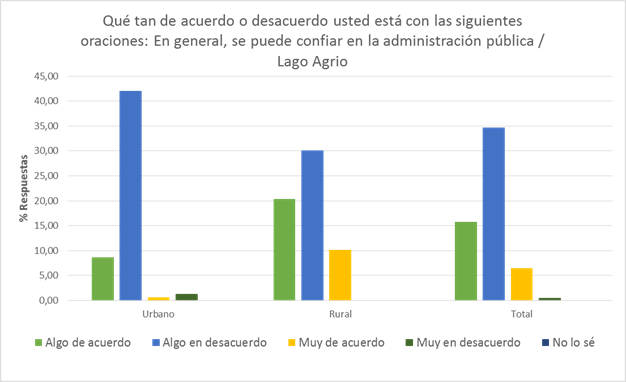 Qué tan de acuerdo o desacuerdo usted está con las siguientes
oraciones: En general, se puede confiar en la administración pública /
Lago Agrio
% Respuestas
45,00
40,00
35,00
30,00
25,00
20,00
15,00
10,00
5,00
0,00
Urbano Rural Total
Algo de acuerdo Algo en desacuerdo Muy de acuerdo Muy en desacuerdo No lo sé